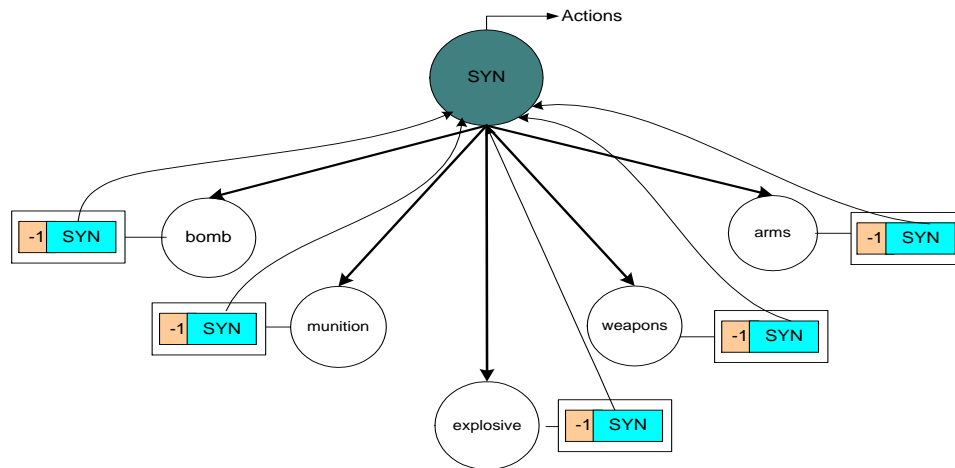 Actions
SYN
-1 SYN
bomb
arms
-1 SYN
-1 SYN
munition
weapons
-1 SYN
explosive
-1 SYN